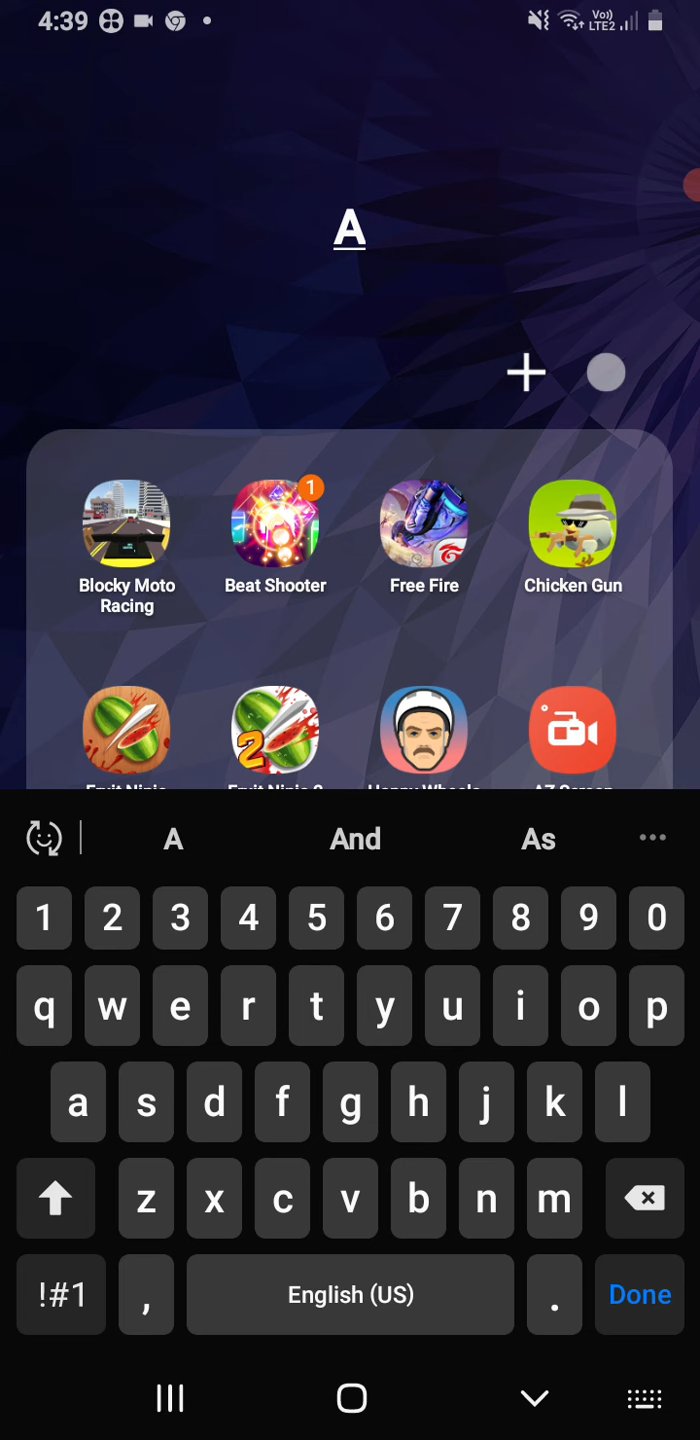 4:39
Vo)
LTE2
A
1
Blocky Moto Racing
Beat Shooter
Free Fire
Chicken Gun
2
A
And
As
1 2 3 4 5 6 7 8 9 0
q w e r t y u i o p
a s d f g h j k l
z x c v b n m
!#1 , English (US) . Done